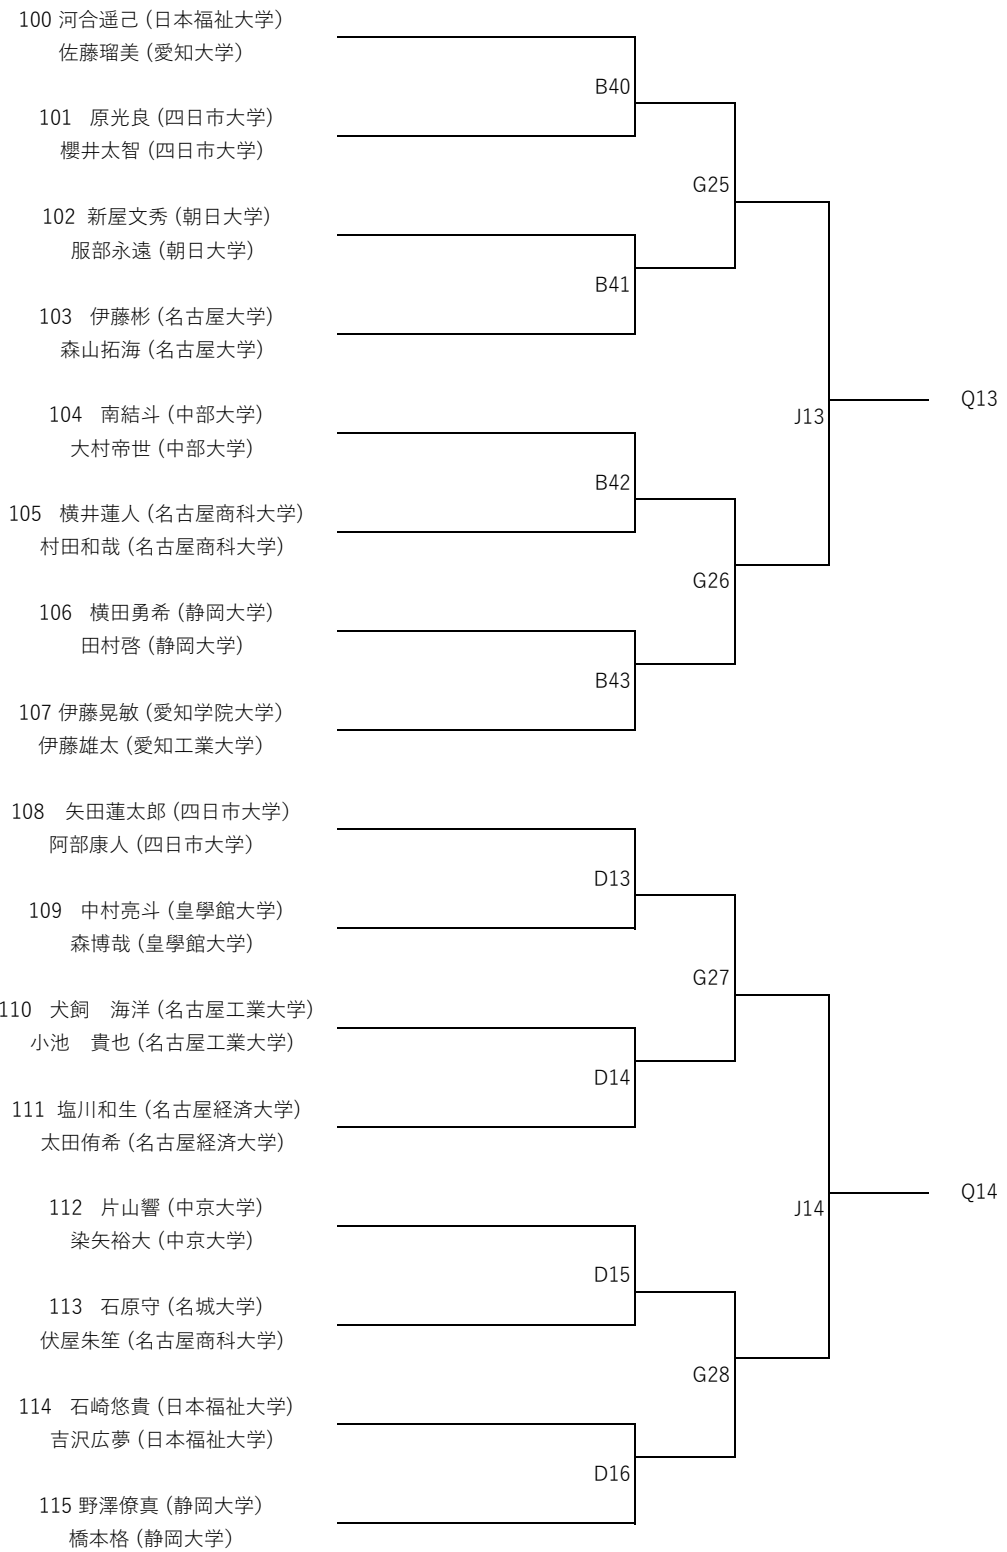 100 河合遥己 (日本福祉大学)
佐藤瑠美 (愛知大学)
B40
101 原光良 (四日市大学)
櫻井太智 (四日市大学)
G25
102 新屋文秀 (朝日大学)
服部永遠 (朝日大学)
B41
103 伊藤彬 (名古屋大学)
森山拓海 (名古屋大学)
Q13
104 南結斗 (中部大学)
J13
大村帝世 (中部大学)
B42
105 横井蓮人 (名古屋商科大学)
村田和哉 (名古屋商科大学)
G26
106 横田勇希 (静岡大学)
田村啓 (静岡大学)
B43
107 伊藤晃敏 (愛知学院大学)
伊藤雄太 (愛知工業大学)
108 矢田蓮太郎 (四日市大学)
阿部康人 (四日市大学)
D13
109 中村亮斗 (皇學館大学)
森博哉 (皇學館大学)
G27
110 犬飼 海洋 (名古屋工業大学)
小池 貴也 (名古屋工業大学)
D14
111 塩川和生 (名古屋経済大学)
太田侑希 (名古屋経済大学)
Q14
112 片山響 (中京大学)
J14
染矢裕大 (中京大学)
D15
113 石原守 (名城大学)
伏屋朱笙 (名古屋商科大学)
G28
114 石崎悠貴 (日本福祉大学)
吉沢広夢 (日本福祉大学)
D16
115 野澤僚真 (静岡大学)
橋本格 (静岡大学)